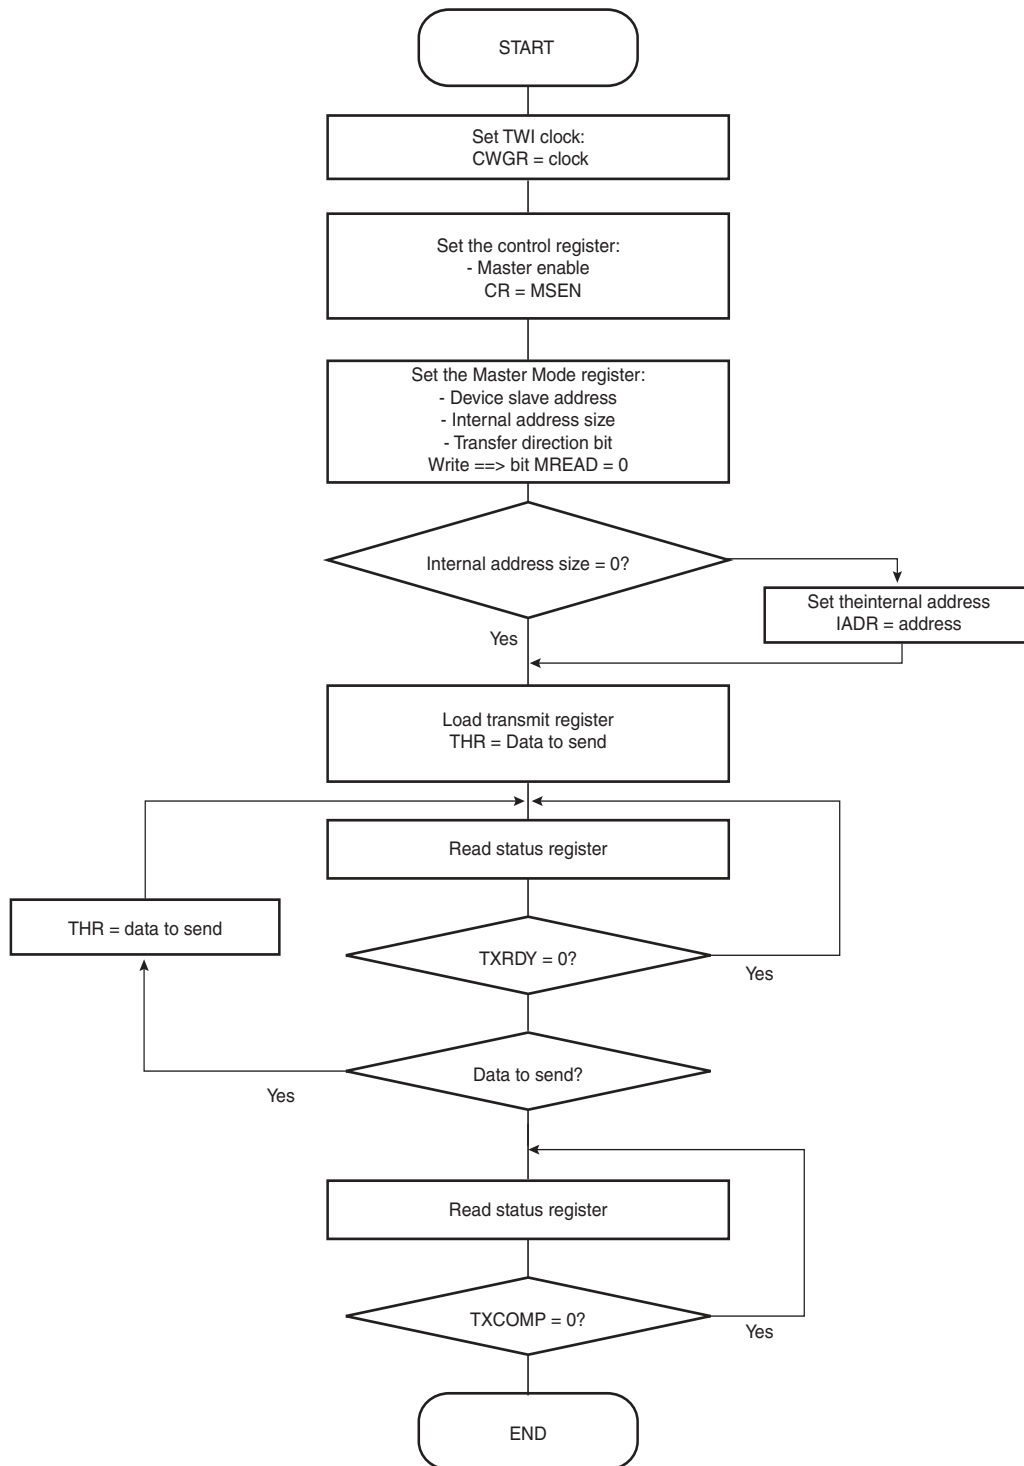 START
Set TWI clock:
CWGR = clock
Set the control register:
- Master enable
CR = MSEN
Set the Master Mode register:
- Device slave address
- Internal address size
- Transfer direction bit
Write ==> bit MREAD = 0
Internal address size = 0?
Set theinternal address
IADR = address
Yes
Load transmit register
THR = Data to send
Read status register
THR = data to send
TXRDY = 0?
Yes
Data to send?
Yes
Read status register
TXCOMP = 0?
Yes
END